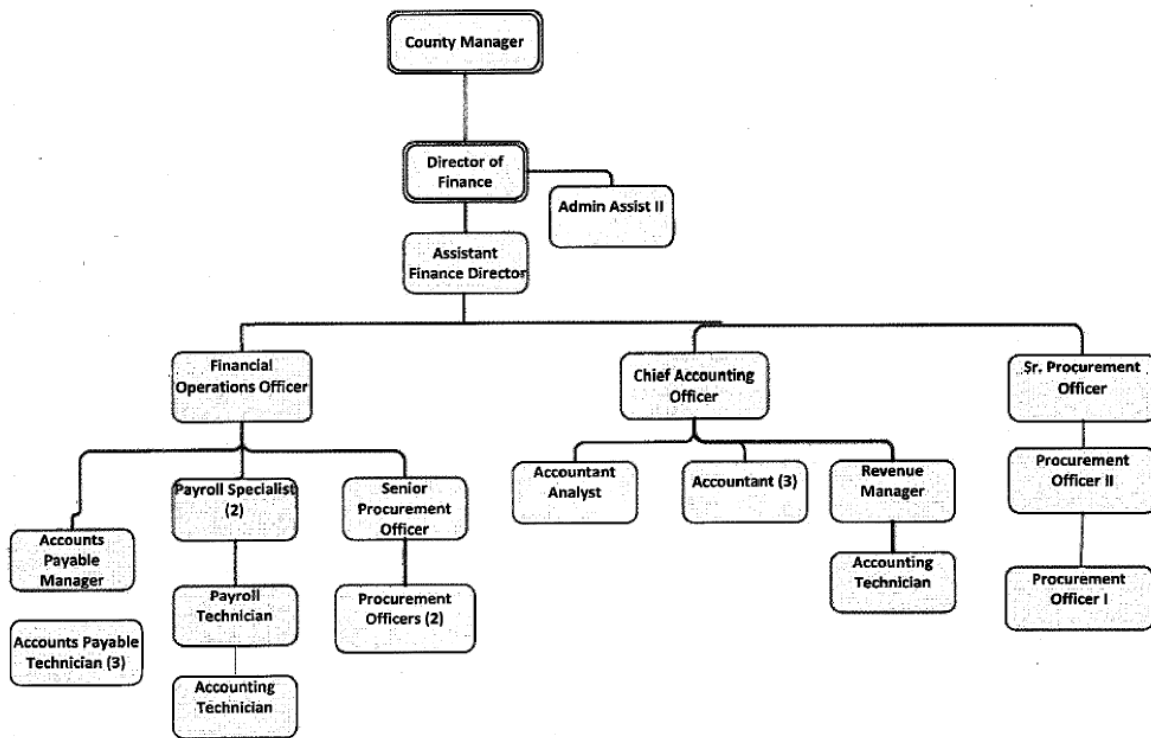 County Manager
Director of
Finance
Admin Assist II
Assistant
Finance Director
Financial
Operations Officer
Chief Accounting
Officer
Sr. Procurement
Officer
Payroll Specialist
(2)
Senior
Procurement
Officer
Accountant
Analyst
Accountant (3)
Revenue
Manager
Procurement
Officer II
Accounts
Payable
Manager
Payroll
Technician
Procurement
Officers (2)
Accounting
Technician
Procurement
Officer I
Accounts Payable
Technician (3)
Accounting
Technician